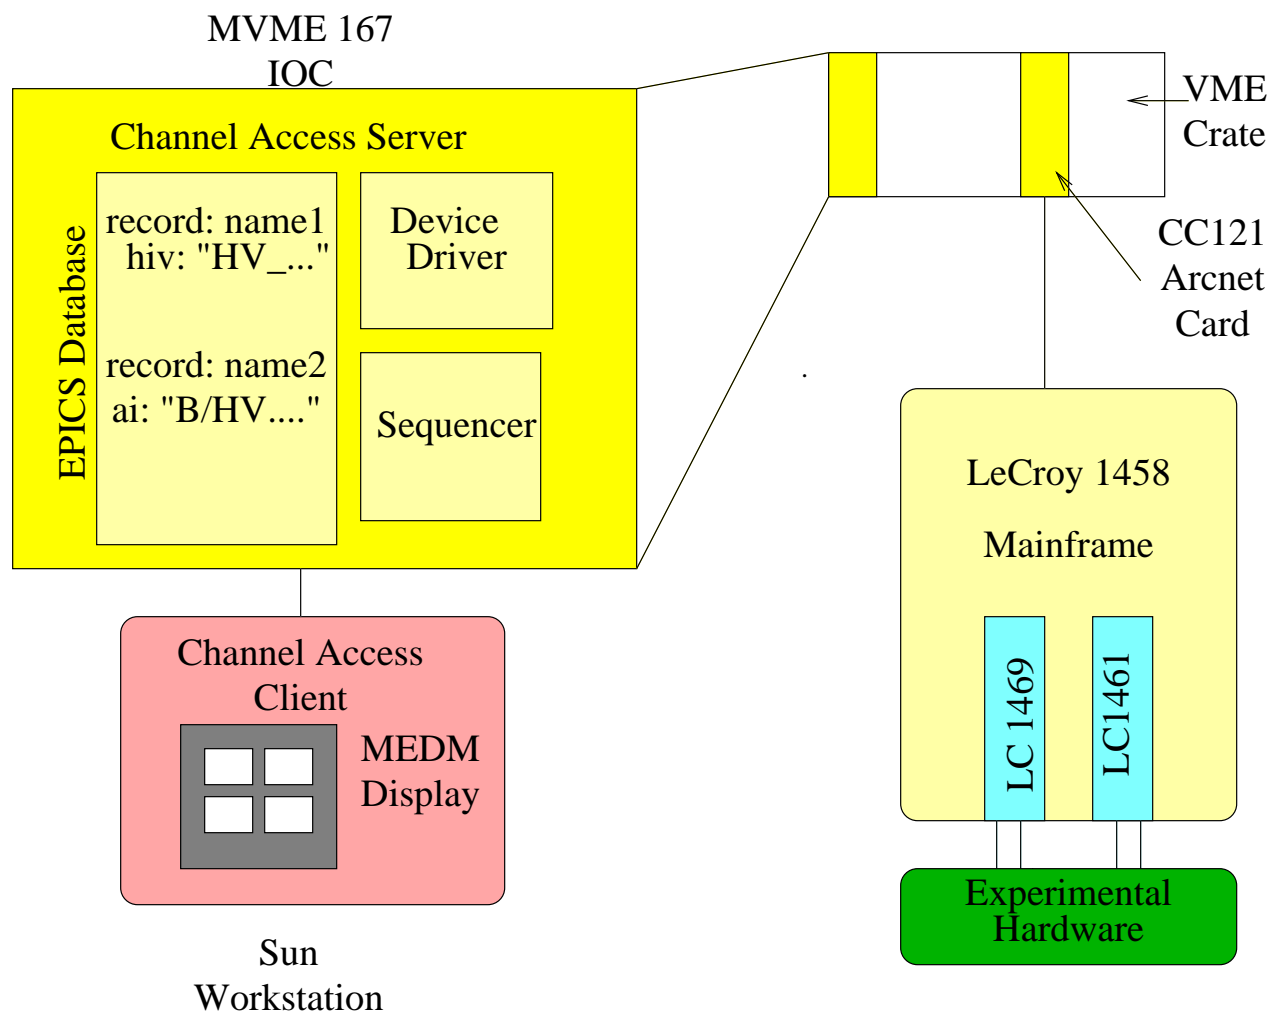 MVME 167
IOC
Channel Access Server
EPICS Database
record: name1
hiv: "HV_..."
record: name2
ai: "B/HV...."
Device
Driver
Sequencer
VME
Crate
CC121
Arcnet
Card
.
LeCroy 1458
Mainframe
LC 1469
LC1461
Experimental
Hardware
Channel Access
Client
MEDM
Display
Sun
Workstation